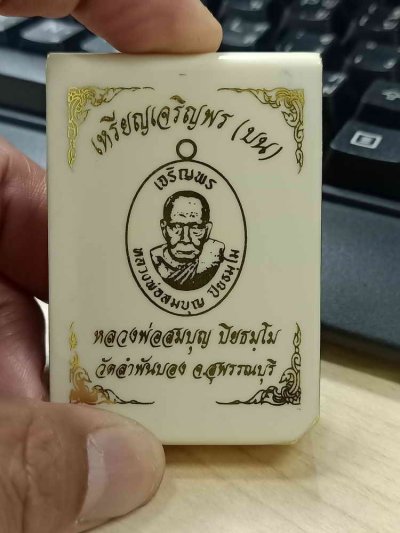 เหรียญเจริญพร (บน)
เจริญพร
หลวงพ่อสมบุญ ปิยธมฺโม
หลวงพ่อสมบุญ ปิยธมฺโม
วัดลำพันบอง จ.สุพรรณบุรี